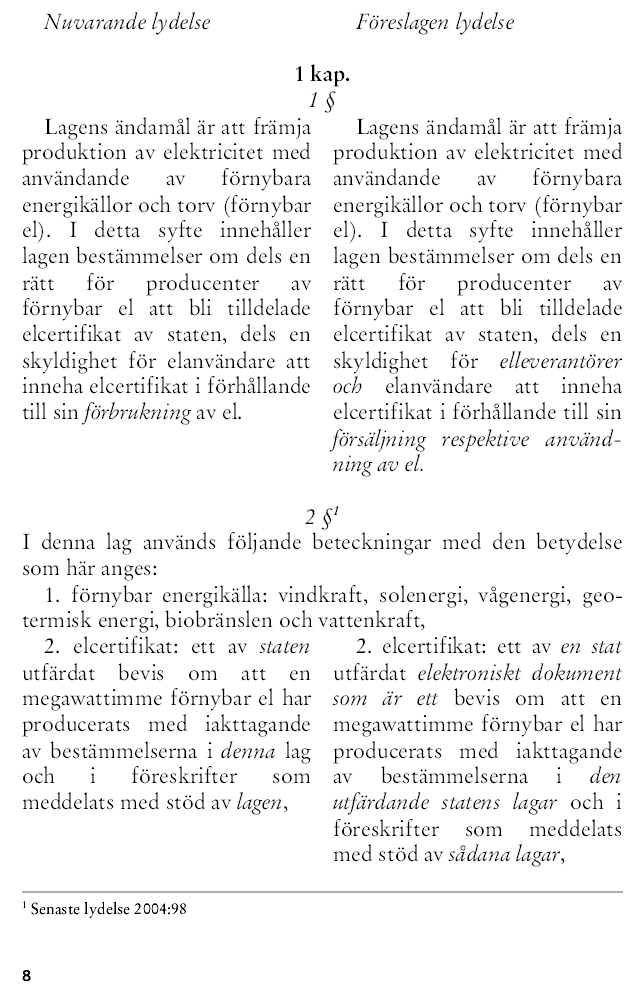 Nuvarande lydelse
Föreslagen lydelse
1 kap.
1 §
Lagens ändamål är att främja
produktion av elektricitet med
användande av förnybara
energikällor och torv (förnybar
el). I detta syfte innehåller
lagen bestämmelser om dels en
rätt för producenter av
förnybar el att bli tilldelade
elcertifikat av staten, dels en
skyldighet för elanvändare att
inneha elcertifikat i förhållande
till sin förbrukning av el.
Lagens ändamål är att främja
produktion av elektricitet med
användande av förnybara
energikällor och torv (förnybar
el). I detta syfte innehåller
lagen bestämmelser om dels en
rätt för producenter av
förnybar el att bli tilldelade
elcertifikat av staten, dels en
skyldighet för elleverantörer
och elanvändare att inneha
elcertifikat i förhållande till sin
försäljning respektive använd-
ning av el.
2 §1
I denna lag används följande beteckningar med den betydelse
som här anges:
1. förnybar energikälla: vindkraft, solenergi, vågenergi, geo-
termisk energi, biobränslen och vattenkraft,
2. elcertifikat: ett av staten
utfärdat bevis om att en
megawattimme förnybar el har
producerats med iakttagande
av bestämmelserna i denna lag
och i föreskrifter som
meddelats med stöd av lagen,
2. elcertifikat: ett av en stat
utfärdat elektroniskt dokument
som är ett bevis om att en
megawattimme förnybar el har
producerats med iakttagande
av bestämmelserna i den
utfärdande statens lagar och i
föreskrifter som meddelats
med stöd av sådana lagar,
1 Senaste lydelse 2004:98
8